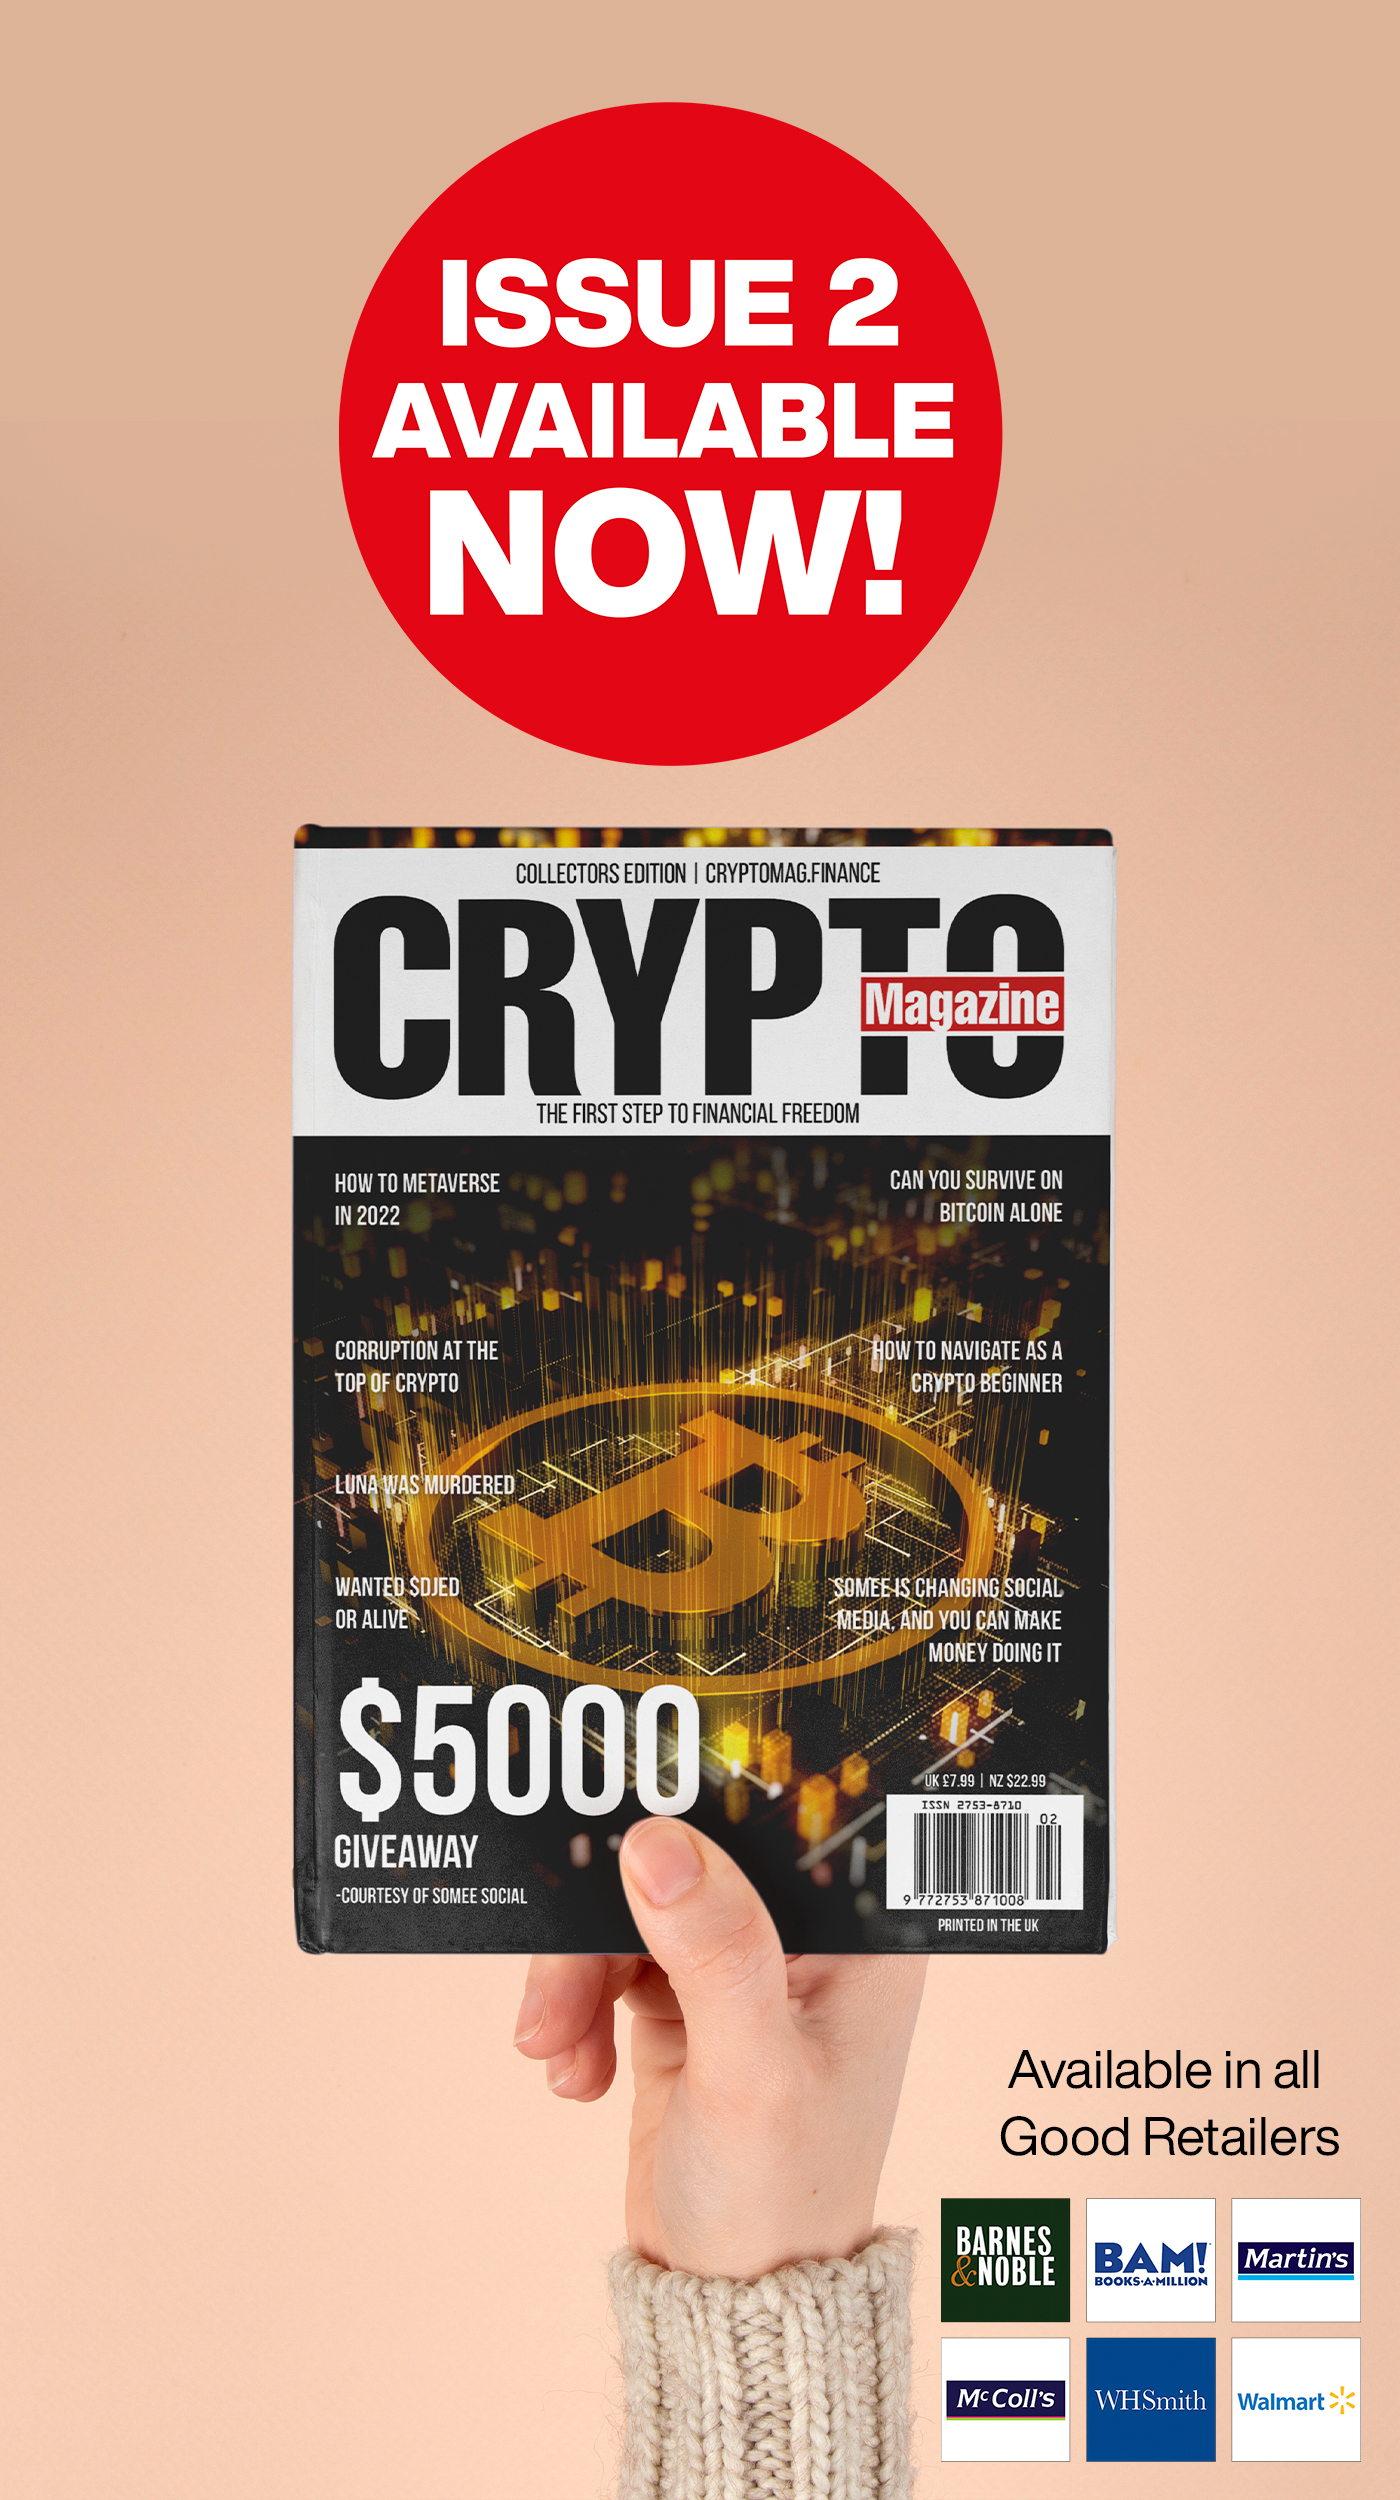 ISSUE 2
AVAILABLE
NOW!
COLLECTORS EDITION | CRYPTOMAG.FINANCE
CRYPTO
Magazine
THE FIRST STEP TO FINANCIAL FREEDOM
HOW TO METAVERSE
IN 2022
CAN YOU SURVIVE ON
BITCOIN ALONE
CORRUPTION AT THE
TOP OF CRYPTO
HOW TO NAVIGATE AS A
CRYPTO BEGINNER
LUNA WAS MURDERED
WANTED $DJED
OR ALIVE
SOMEE IS CHANGING SOCIAL
MEDIA, AND YOU CAN MAKE
MONEY DOING IT
$5000
GIVEAWAY
-COURTESY OF SOMEE SOCIAL
UK £7.99 | NZ $22.99
ISSN 2753-8710
02
9 772753 871008
PRINTED IN THE UK
Available in all
Good Retailers
BARNES
&NOBLE
BAM!
BOOKS·A·MILLION
Martin's
McColl's
WHSmith
Walmart